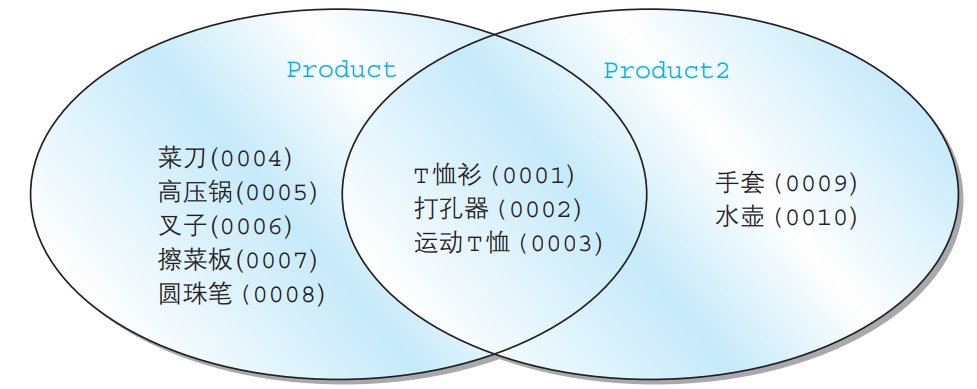 Product
Product2
菜刀(0004)
高压锅(0005)
叉子(0006)
擦菜板(0007)
圆珠笔(0008)
T恤衫(0001)
打孔器(0002)
运动T恤(0003)
手套(0009)
水壶(0010)